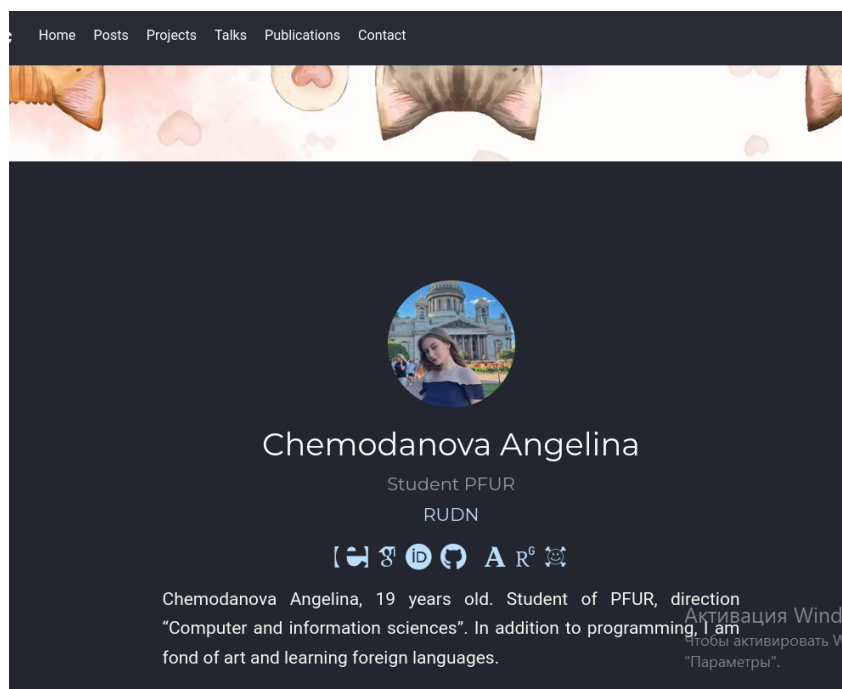 Home Posts Projects Talks Publications Contact
Chemodanova Angelina
Student PFUR
RUDN
iD A RG
Chemodanova Angelina, 19 years old. Student of PFUR, direction
“Computer and information sciences”. In addition to programming, I am
fond of art and learning foreign languages.
Активация Wind
Чтобы активировать W
"Параметры".